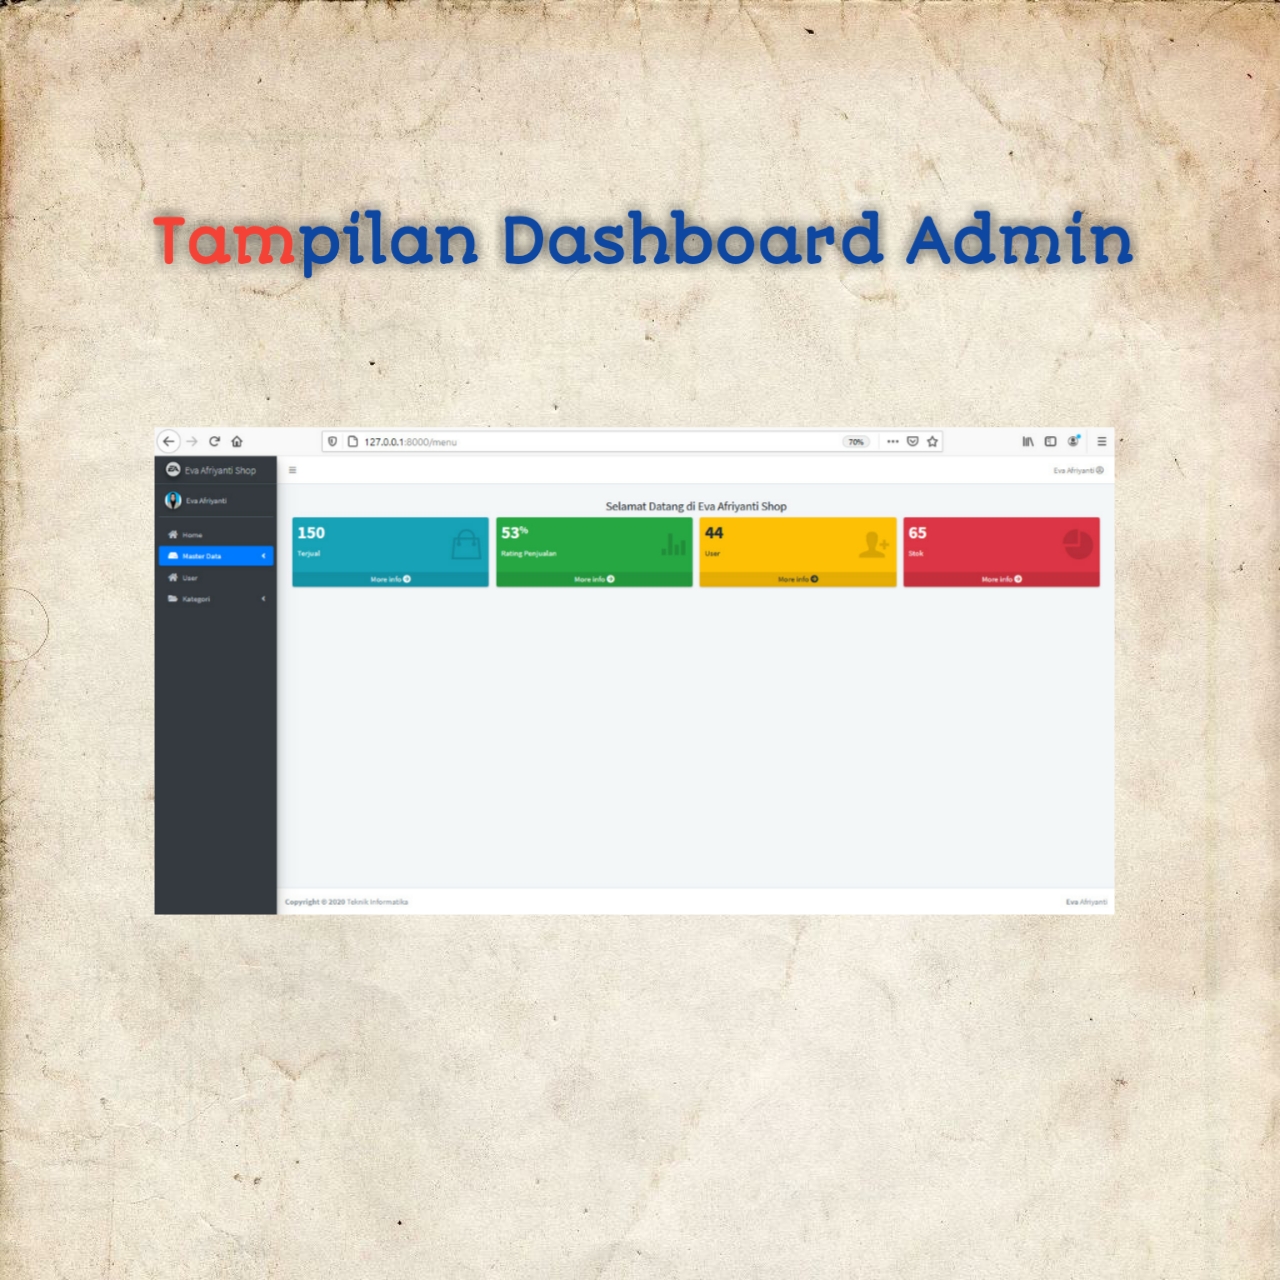 Tampilan Dashboard Admin
127.0.0.1:8000/menu
70%
EA Eva Afriyanti Shop
Eva Afriyanti
Eva Afriyanti
Home
Master Data
User
Kategori
Selamat Datang di Eva Afriyanti Shop
150
Terjual
More info
53%
Rating Penjualan
More info
44
User
More info
65
Stok
More info
Copyright © 2020 Teknik Informatika
Eva Afriyanti